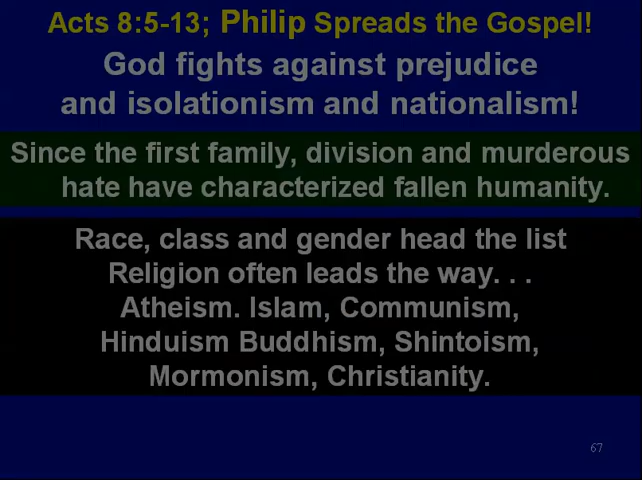 Acts 8:5-13; Philip Spreads the Gospel!
God fights against prejudice
and isolationism and nationalism!
Since the first family, division and murderous
hate have characterized fallen humanity.
Race, class and gender head the list
Religion often leads the way. . .
Atheism. Islam, Communism,
Hinduism Buddhism, Shintoism,
Mormonism, Christianity.
67